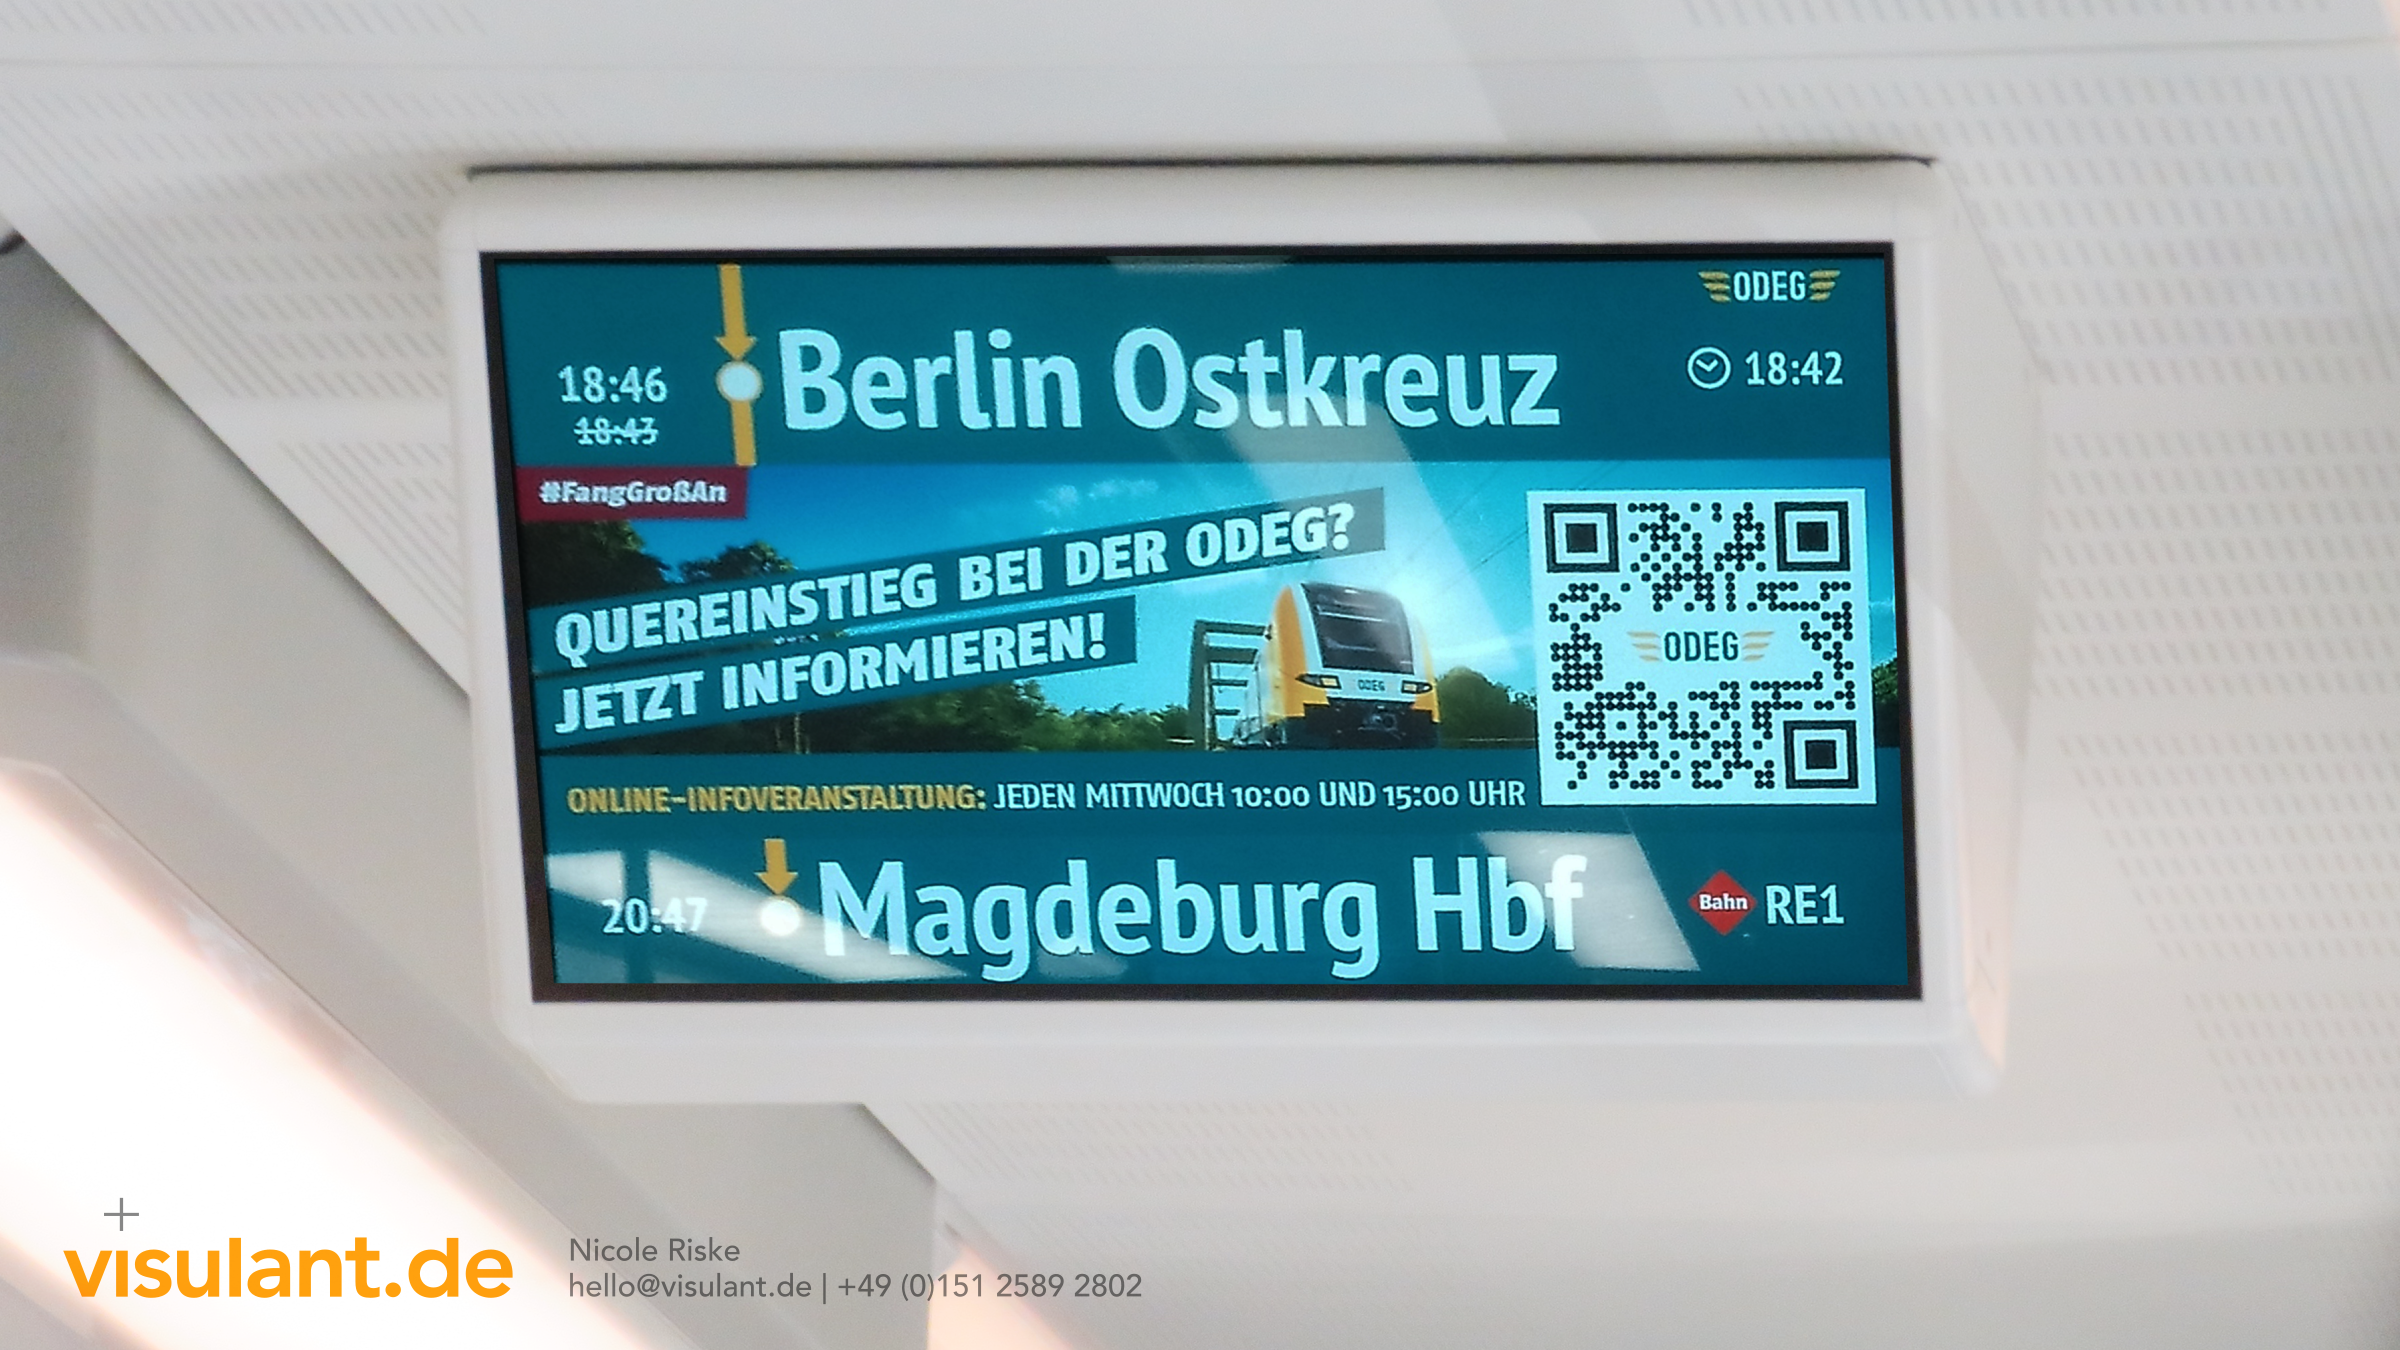 ODEG
18:46
18:43
Berlin Ostkreuz
18:42
#FangGroßAn
QUEREINSTIEG BEI DER ODEG?
JETZT INFORMIEREN!
ODEG
ODEG
ONLINE-INFOVERANSTALTUNG: JEDEN MITTWOCH 10:00 UND 15:00 UHR
20:47
Magdeburg Hbf
Bahn RE1
visulant.de
Nicole Riske
hello@visulant.de | +49 (0)151 2589 2802